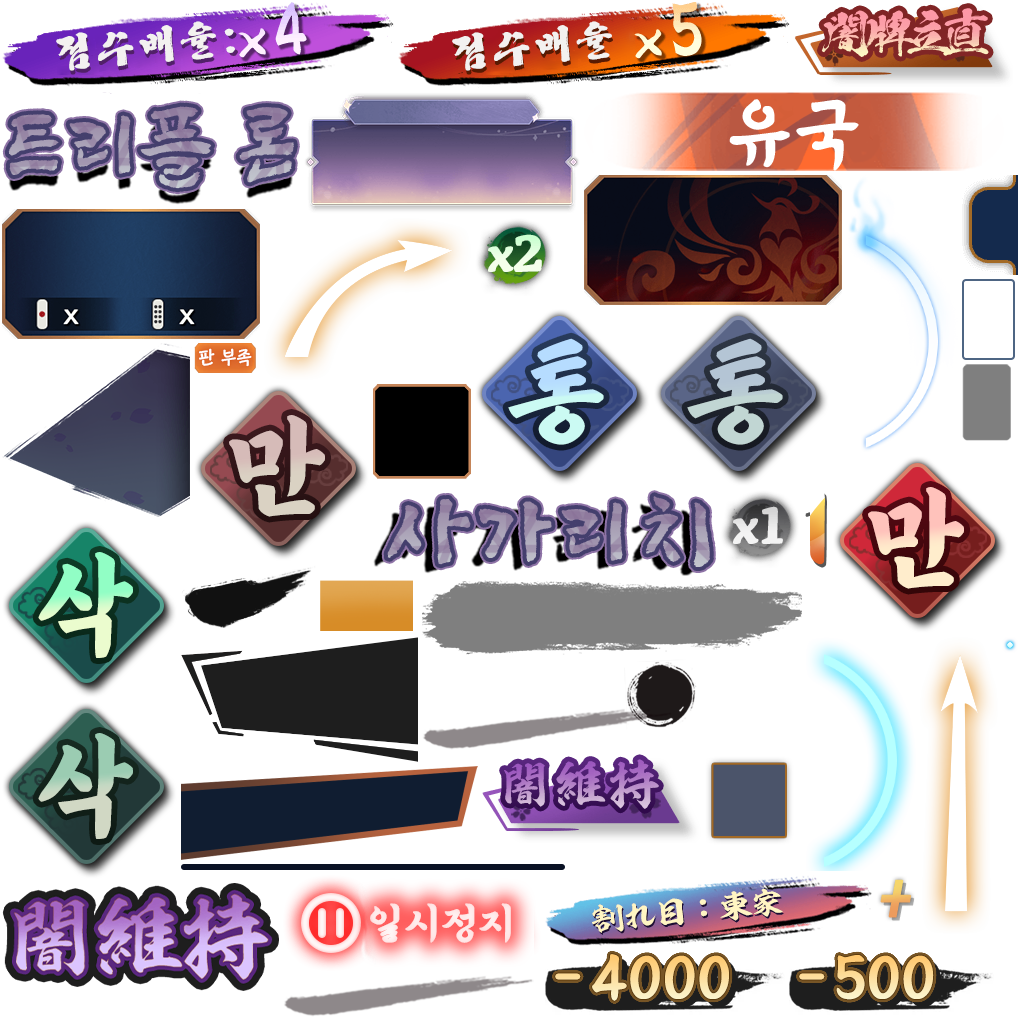 점수배율:x4
점수배율 x5
闇牌立直
트리플 론
유국
x2
x
x
판 부족
통
통
만
사가리치
x1
1
만
삭
삭
闇維持
闇維持
일시정지
割れ目：東家
+
-4000
-500